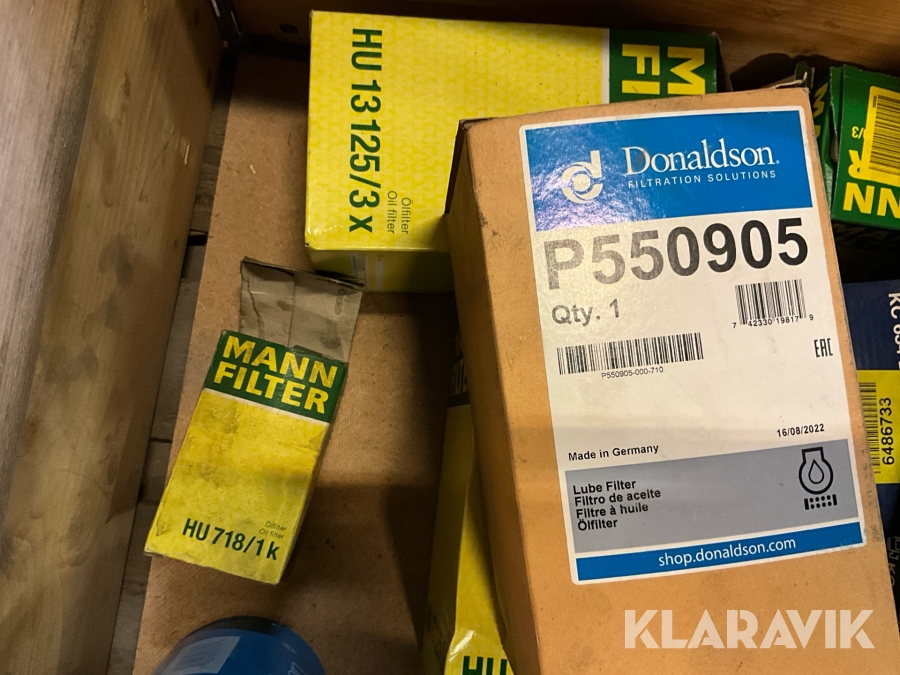 HU 13 125/3 x
Ölfilter
Oil filter
MANN
FILTER
HU 718/1 k
Ölfilter
Oil filter
Donaldson.
FILTRATION SOLUTIONS
P550905
Qty. 1
7 42330 19817 9
P550905-000-710
EAC
16/08/2022
Made in Germany
Lube Filter
Filtro de aceite
Filtre à huile
Ölfilter
shop.donaldson.com
6486733
HU
KLARAVIK